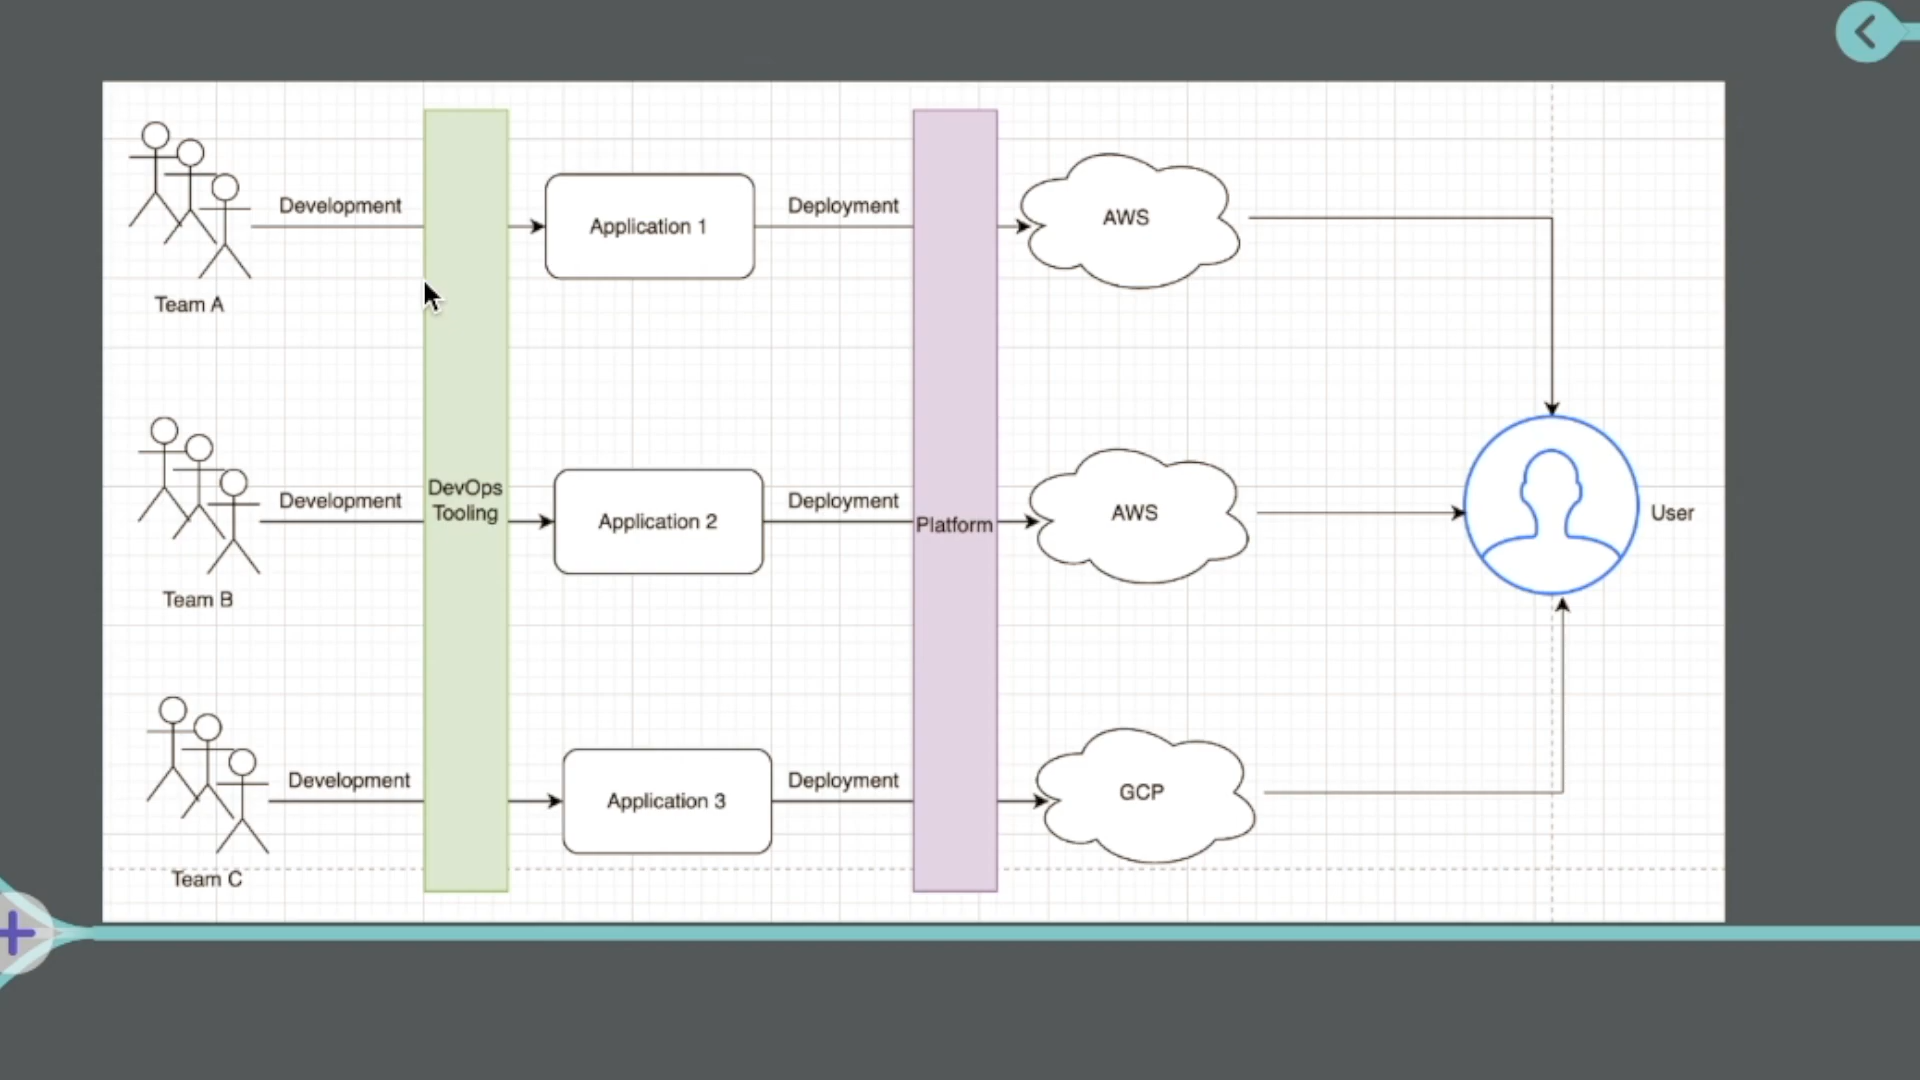 Development
Application 1
Deployment
AWS
Team A
Development
DevOps
Tooling
Application 2
Deployment
Platform
AWS
User
Team B
Development
Application 3
Deployment
GCP
Team C